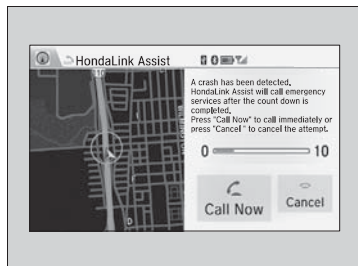 HondaLink Assist
A crash has been detected.
HondaLink Assist will call emergency
services after the count down is
completed.
Press "Call Now" to call immediately or
press "Cancel" to cancel the attempt.
0 10
Call Now
Cancel
D